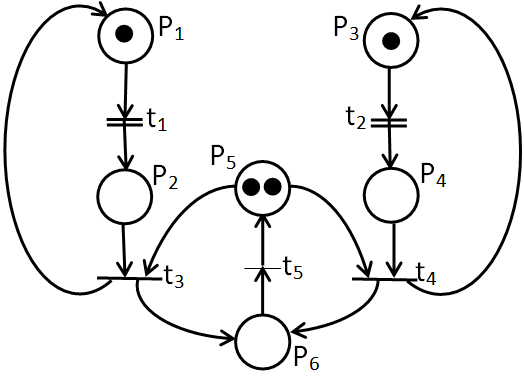 P₁
P₃
t₁
t₂
P₅
P₂
P₄
t₃
t₅
t₄
P₆